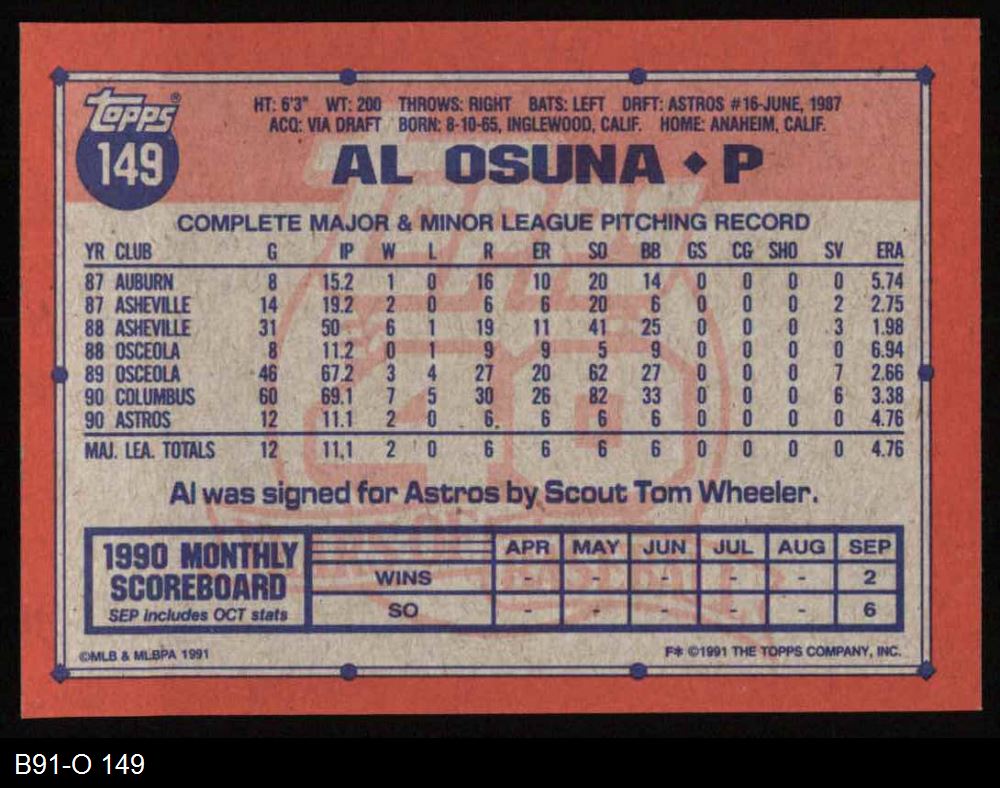 Topps®
149
HT: 6'3" WT: 200 THROWS: RIGHT BATS: LEFT DRFT: ASTROS #16-JUNE, 1987
ACQ: VIA DRAFT BORN: 8-10-65, INGLEWOOD, CALIF. HOME: ANAHEIM, CALIF.
AL OSUNA ◆ P
COMPLETE MAJOR & MINOR LEAGUE PITCHING RECORD
YR CLUB G IP W L R ER SO BB GS CG SHO SV ERA
87 AUBURN 8 15.2 1 0 16 10 20 14 0 0 0 0 5.74
87 ASHEVILLE 14 19.2 2 0 6 6 20 6 0 0 0 2 2.75
88 ASHEVILLE 31 50 6 1 19 11 41 25 0 0 0 3 1.98
88 OSCEOLA 8 11.2 0 1 9 9 5 9 0 0 0 0 6.94
89 OSCEOLA 46 67.2 3 4 27 20 62 27 0 0 0 7 2.66
90 COLUMBUS 60 69.1 7 5 30 26 82 33 0 0 0 6 3.38
90 ASTROS 12 11.1 2 0 6 6 6 6 0 0 0 0 4.76
MAJ. LEA. TOTALS 12 11.1 2 0 6 6 6 6 0 0 0 0 4.76
Al was signed for Astros by Scout Tom Wheeler.
1990 MONTHLY SCOREBOARD
SEP includes OCT stats
APR MAY JUN JUL AUG SEP
WINS - - - - - 2
SO - - - - - 6
©MLB & MLBPA 1991 F* ©1991 THE TOPPS COMPANY, INC.
B91-O 149